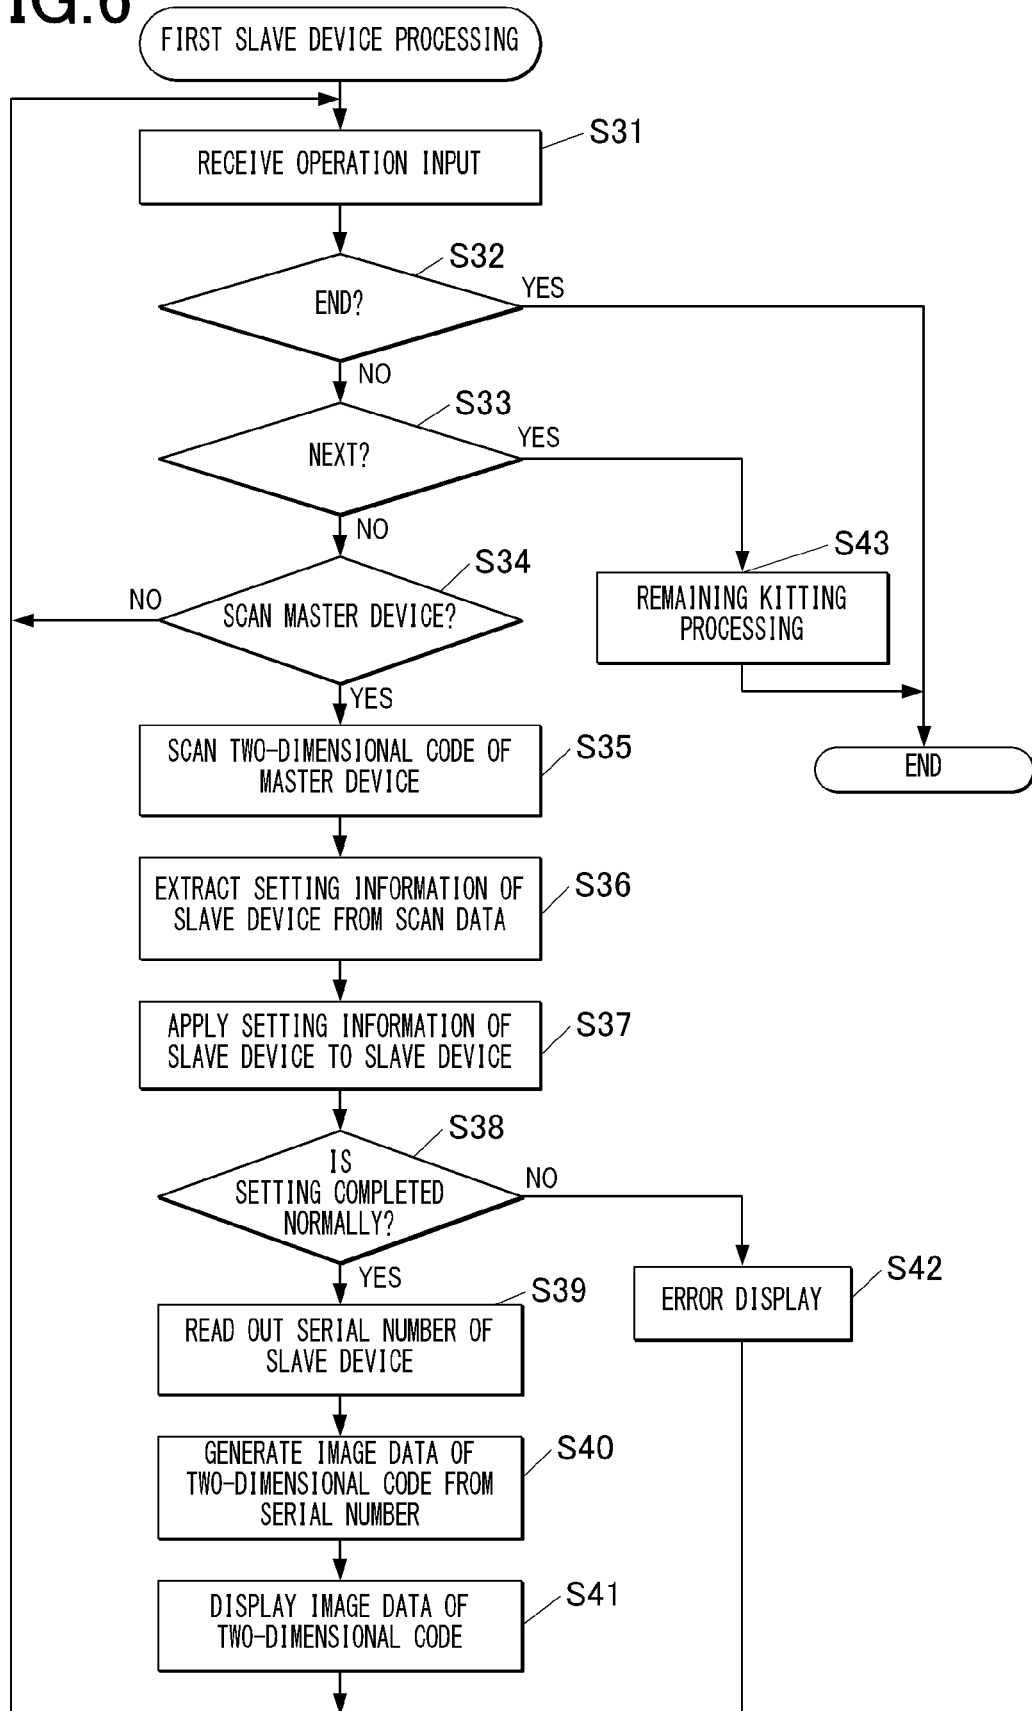 IG.6
FIRST SLAVE DEVICE PROCESSING
S31
RECEIVE OPERATION INPUT
S32
END?
YES
NO
S33
NEXT?
YES
NO
S34
SCAN MASTER DEVICE?
NO
YES
S43
REMAINING KITTING
PROCESSING
END
S35
SCAN TWO-DIMENSIONAL CODE OF
MASTER DEVICE
S36
EXTRACT SETTING INFORMATION OF
SLAVE DEVICE FROM SCAN DATA
S37
APPLY SETTING INFORMATION OF
SLAVE DEVICE TO SLAVE DEVICE
S38
IS
SETTING COMPLETED
NORMALLY?
NO
YES
S42
ERROR DISPLAY
S39
READ OUT SERIAL NUMBER OF
SLAVE DEVICE
S40
GENERATE IMAGE DATA OF
TWO-DIMENSIONAL CODE FROM
SERIAL NUMBER
S41
DISPLAY IMAGE DATA OF
TWO-DIMENSIONAL CODE